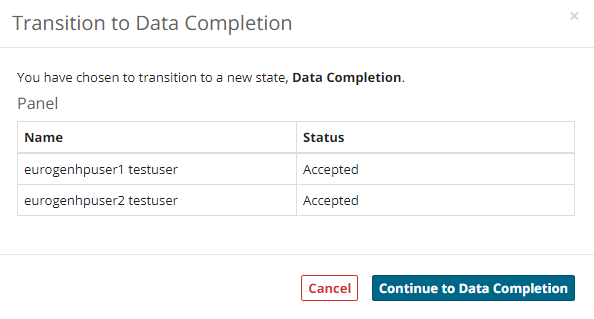 Transition to Data Completion
×
You have chosen to transition to a new state, Data Completion.
Panel
Name Status
eurogenhpuser1 testuser Accepted
eurogenhpuser2 testuser Accepted
Cancel Continue to Data Completion